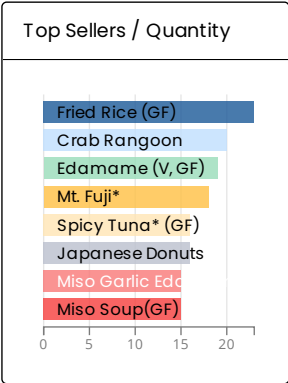 Top Sellers / Quantity
Fried Rice (GF)
Crab Rangoon
Edamame (V, GF)
Mt. Fuji*
Spicy Tuna* (GF)
Japanese Donuts
Miso Garlic
Miso Soup(GF)
0 5 10 15 20